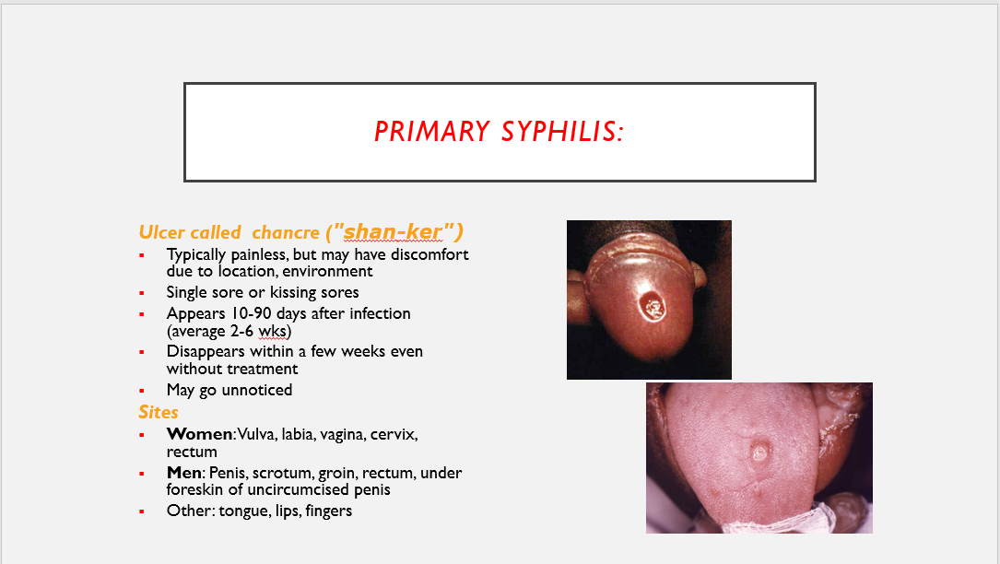 PRIMARY SYPHILIS:
Ulcer called chancre ("shan-ker")
Typically painless, but may have discomfort
due to location, environment
Single sore or kissing sores
Appears 10-90 days after infection
(average 2-6 wks)
Disappears within a few weeks even
without treatment
May go unnoticed
Sites
Women: Vulva, labia, vagina, cervix,
rectum
Men: Penis, scrotum, groin, rectum, under
foreskin of uncircumcised penis
Other: tongue, lips, fingers